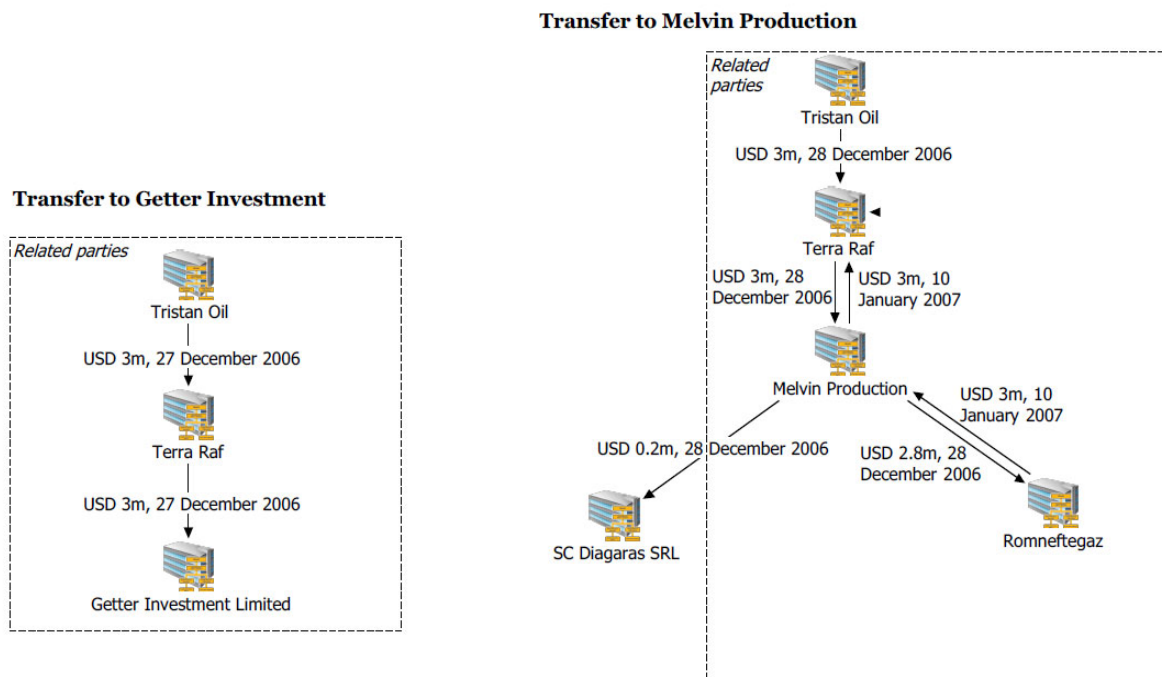 Transfer to Melvin Production
Related
parties
Tristan Oil
USD 3m, 28 December 2006
Terra Raf
USD 3m, 28
December 2006
USD 3m, 10
January 2007
Melvin Production
USD 3m, 10
January 2007
USD 0.2m, 28 December 2006
USD 2.8m, 28
December 2006
SC Diagaras SRL
Romneftegaz
Transfer to Getter Investment
Related parties
Tristan Oil
USD 3m, 27 December 2006
Terra Raf
USD 3m, 27 December 2006
Getter Investment Limited